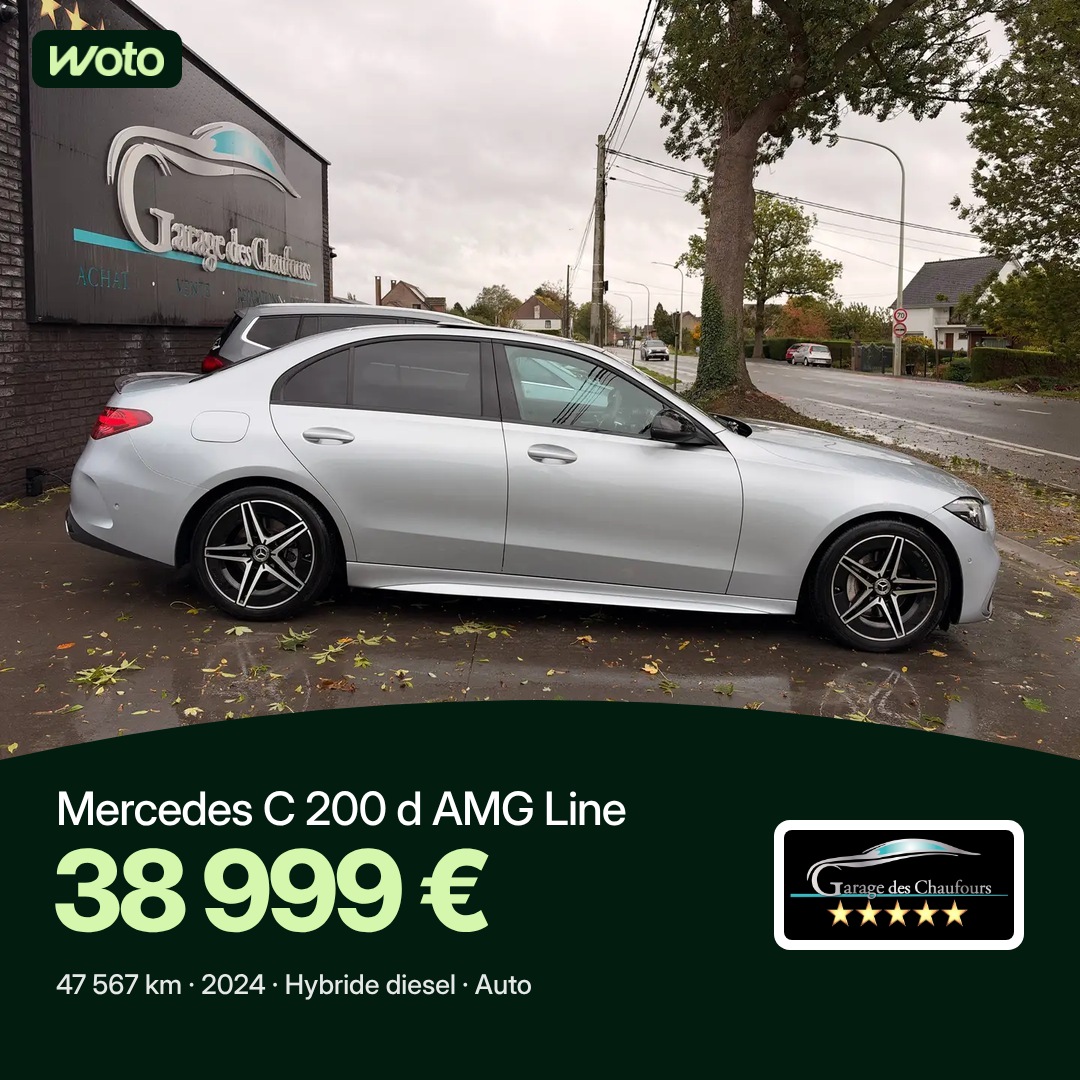 woto
Garage des Chaufours
ACHAT · VENTE ·
70
Mercedes C 200 d AMG Line
38 999 €
47 567 km · 2024 · Hybride diesel · Auto
Garage des Chaufours